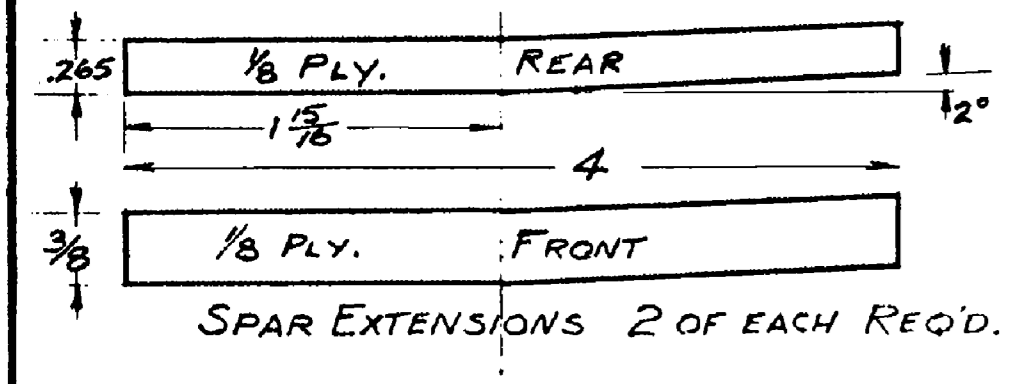 .265
1/8 PLY. REAR
1 15/16
2°
4
3/8
1/8 PLY. FRONT
SPAR EXTENSIONS 2 OF EACH REQ'D.